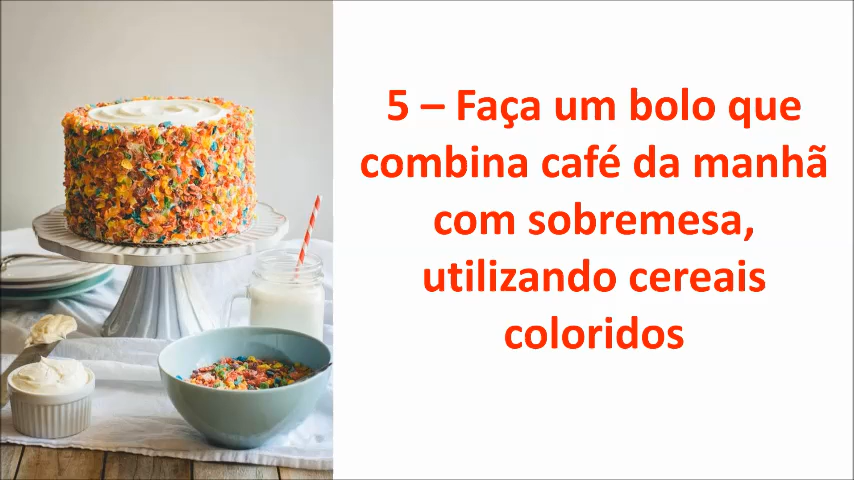 5 – Faça um bolo que
combina café da manhã
com sobremesa,
utilizando cereais
coloridos